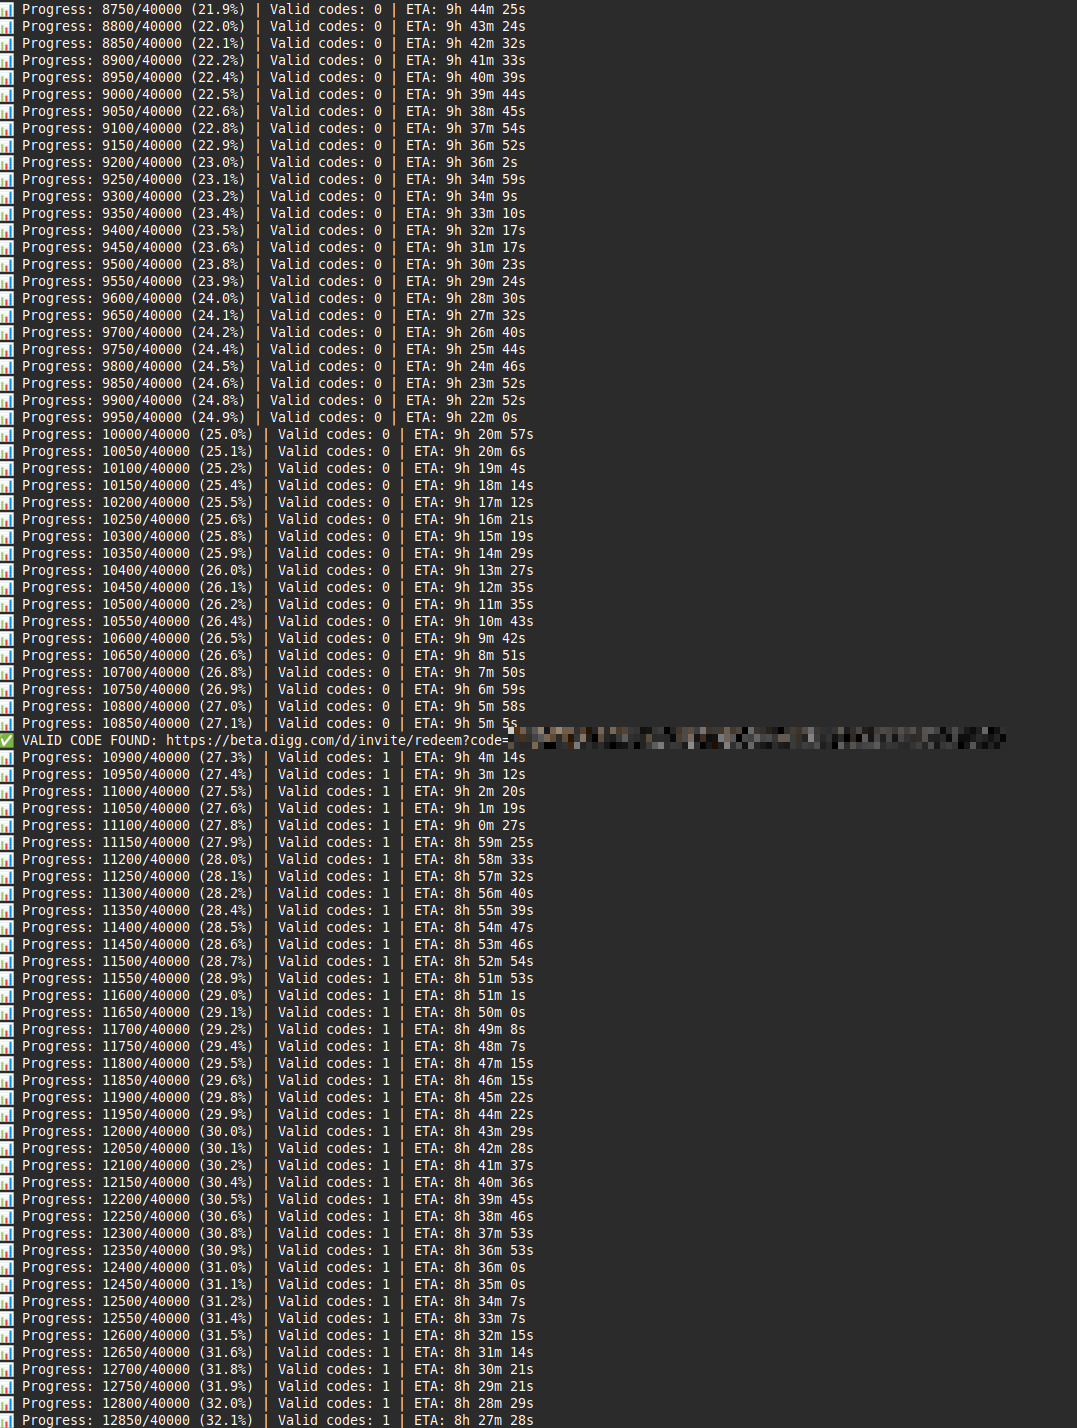 Progress: 8750/40000 (21.9%) | Valid codes: 0 | ETA: 9h 44m 25s
Progress: 8800/40000 (22.0%) | Valid codes: 0 | ETA: 9h 43m 24s
Progress: 8850/40000 (22.1%) | Valid codes: 0 | ETA: 9h 42m 32s
Progress: 8900/40000 (22.2%) | Valid codes: 0 | ETA: 9h 41m 33s
Progress: 8950/40000 (22.4%) | Valid codes: 0 | ETA: 9h 40m 39s
Progress: 9000/40000 (22.5%) | Valid codes: 0 | ETA: 9h 39m 44s
Progress: 9050/40000 (22.6%) | Valid codes: 0 | ETA: 9h 38m 45s
Progress: 9100/40000 (22.8%) | Valid codes: 0 | ETA: 9h 37m 54s
Progress: 9150/40000 (22.9%) | Valid codes: 0 | ETA: 9h 36m 52s
Progress: 9200/40000 (23.0%) | Valid codes: 0 | ETA: 9h 36m 2s
Progress: 9250/40000 (23.1%) | Valid codes: 0 | ETA: 9h 34m 59s
Progress: 9300/40000 (23.2%) | Valid codes: 0 | ETA: 9h 34m 9s
Progress: 9350/40000 (23.4%) | Valid codes: 0 | ETA: 9h 33m 10s
Progress: 9400/40000 (23.5%) | Valid codes: 0 | ETA: 9h 32m 17s
Progress: 9450/40000 (23.6%) | Valid codes: 0 | ETA: 9h 31m 17s
Progress: 9500/40000 (23.8%) | Valid codes: 0 | ETA: 9h 30m 23s
Progress: 9550/40000 (23.9%) | Valid codes: 0 | ETA: 9h 29m 24s
Progress: 9600/40000 (24.0%) | Valid codes: 0 | ETA: 9h 28m 30s
Progress: 9650/40000 (24.1%) | Valid codes: 0 | ETA: 9h 27m 32s
Progress: 9700/40000 (24.2%) | Valid codes: 0 | ETA: 9h 26m 40s
Progress: 9750/40000 (24.4%) | Valid codes: 0 | ETA: 9h 25m 44s
Progress: 9800/40000 (24.5%) | Valid codes: 0 | ETA: 9h 24m 46s
Progress: 9850/40000 (24.6%) | Valid codes: 0 | ETA: 9h 23m 52s
Progress: 9900/40000 (24.8%) | Valid codes: 0 | ETA: 9h 22m 52s
Progress: 9950/40000 (24.9%) | Valid codes: 0 | ETA: 9h 22m 0s
Progress: 10000/40000 (25.0%) | Valid codes: 0 | ETA: 9h 20m 57s
Progress: 10050/40000 (25.1%) | Valid codes: 0 | ETA: 9h 20m 6s
Progress: 10100/40000 (25.2%) | Valid codes: 0 | ETA: 9h 19m 4s
Progress: 10150/40000 (25.4%) | Valid codes: 0 | ETA: 9h 18m 14s
Progress: 10200/40000 (25.5%) | Valid codes: 0 | ETA: 9h 17m 12s
Progress: 10250/40000 (25.6%) | Valid codes: 0 | ETA: 9h 16m 21s
Progress: 10300/40000 (25.8%) | Valid codes: 0 | ETA: 9h 15m 19s
Progress: 10350/40000 (25.9%) | Valid codes: 0 | ETA: 9h 14m 29s
Progress: 10400/40000 (26.0%) | Valid codes: 0 | ETA: 9h 13m 27s
Progress: 10450/40000 (26.1%) | Valid codes: 0 | ETA: 9h 12m 35s
Progress: 10500/40000 (26.2%) | Valid codes: 0 | ETA: 9h 11m 35s
Progress: 10550/40000 (26.4%) | Valid codes: 0 | ETA: 9h 10m 43s
Progress: 10600/40000 (26.5%) | Valid codes: 0 | ETA: 9h 9m 42s
Progress: 10650/40000 (26.6%) | Valid codes: 0 | ETA: 9h 8m 51s
Progress: 10700/40000 (26.8%) | Valid codes: 0 | ETA: 9h 7m 50s
Progress: 10750/40000 (26.9%) | Valid codes: 0 | ETA: 9h 6m 59s
Progress: 10800/40000 (27.0%) | Valid codes: 0 | ETA: 9h 5m 58s
Progress: 10850/40000 (27.1%) | Valid codes: 0 | ETA: 9h 5m 5s
VALID CODE FOUND: https://beta.digg.com/d/invite/redeem?code=
Progress: 10900/40000 (27.3%) | Valid codes: 1 | ETA: 9h 4m 14s
Progress: 10950/40000 (27.4%) | Valid codes: 1 | ETA: 9h 3m 12s
Progress: 11000/40000 (27.5%) | Valid codes: 1 | ETA: 9h 2m 20s
Progress: 11050/40000 (27.6%) | Valid codes: 1 | ETA: 9h 1m 19s
Progress: 11100/40000 (27.8%) | Valid codes: 1 | ETA: 9h 0m 27s
Progress: 11150/40000 (27.9%) | Valid codes: 1 | ETA: 8h 59m 25s
Progress: 11200/40000 (28.0%) | Valid codes: 1 | ETA: 8h 58m 33s
Progress: 11250/40000 (28.1%) | Valid codes: 1 | ETA: 8h 57m 32s
Progress: 11300/40000 (28.2%) | Valid codes: 1 | ETA: 8h 56m 40s
Progress: 11350/40000 (28.4%) | Valid codes: 1 | ETA: 8h 55m 39s
Progress: 11400/40000 (28.5%) | Valid codes: 1 | ETA: 8h 54m 47s
Progress: 11450/40000 (28.6%) | Valid codes: 1 | ETA: 8h 53m 46s
Progress: 11500/40000 (28.7%) | Valid codes: 1 | ETA: 8h 52m 54s
Progress: 11550/40000 (28.9%) | Valid codes: 1 | ETA: 8h 51m 53s
Progress: 11600/40000 (29.0%) | Valid codes: 1 | ETA: 8h 51m 1s
Progress: 11650/40000 (29.1%) | Valid codes: 1 | ETA: 8h 50m 0s
Progress: 11700/40000 (29.2%) | Valid codes: 1 | ETA: 8h 49m 8s
Progress: 11750/40000 (29.4%) | Valid codes: 1 | ETA: 8h 48m 7s
Progress: 11800/40000 (29.5%) | Valid codes: 1 | ETA: 8h 47m 15s
Progress: 11850/40000 (29.6%) | Valid codes: 1 | ETA: 8h 46m 15s
Progress: 11900/40000 (29.8%) | Valid codes: 1 | ETA: 8h 45m 22s
Progress: 11950/40000 (29.9%) | Valid codes: 1 | ETA: 8h 44m 22s
Progress: 12000/40000 (30.0%) | Valid codes: 1 | ETA: 8h 43m 29s
Progress: 12050/40000 (30.1%) | Valid codes: 1 | ETA: 8h 42m 28s
Progress: 12100/40000 (30.2%) | Valid codes: 1 | ETA: 8h 41m 37s
Progress: 12150/40000 (30.4%) | Valid codes: 1 | ETA: 8h 40m 36s
Progress: 12200/40000 (30.5%) | Valid codes: 1 | ETA: 8h 39m 45s
Progress: 12250/40000 (30.6%) | Valid codes: 1 | ETA: 8h 38m 46s
Progress: 12300/40000 (30.8%) | Valid codes: 1 | ETA: 8h 37m 53s
Progress: 12350/40000 (30.9%) | Valid codes: 1 | ETA: 8h 36m 53s
Progress: 12400/40000 (31.0%) | Valid codes: 1 | ETA: 8h 36m 0s
Progress: 12450/40000 (31.1%) | Valid codes: 1 | ETA: 8h 35m 0s
Progress: 12500/40000 (31.2%) | Valid codes: 1 | ETA: 8h 34m 7s
Progress: 12550/40000 (31.4%) | Valid codes: 1 | ETA: 8h 33m 7s
Progress: 12600/40000 (31.5%) | Valid codes: 1 | ETA: 8h 32m 15s
Progress: 12650/40000 (31.6%) | Valid codes: 1 | ETA: 8h 31m 14s
Progress: 12700/40000 (31.8%) | Valid codes: 1 | ETA: 8h 30m 21s
Progress: 12750/40000 (31.9%) | Valid codes: 1 | ETA: 8h 29m 21s
Progress: 12800/40000 (32.0%) | Valid codes: 1 | ETA: 8h 28m 29s
Progress: 12850/40000 (32.1%) | Valid codes: 1 | ETA: 8h 27m 28s